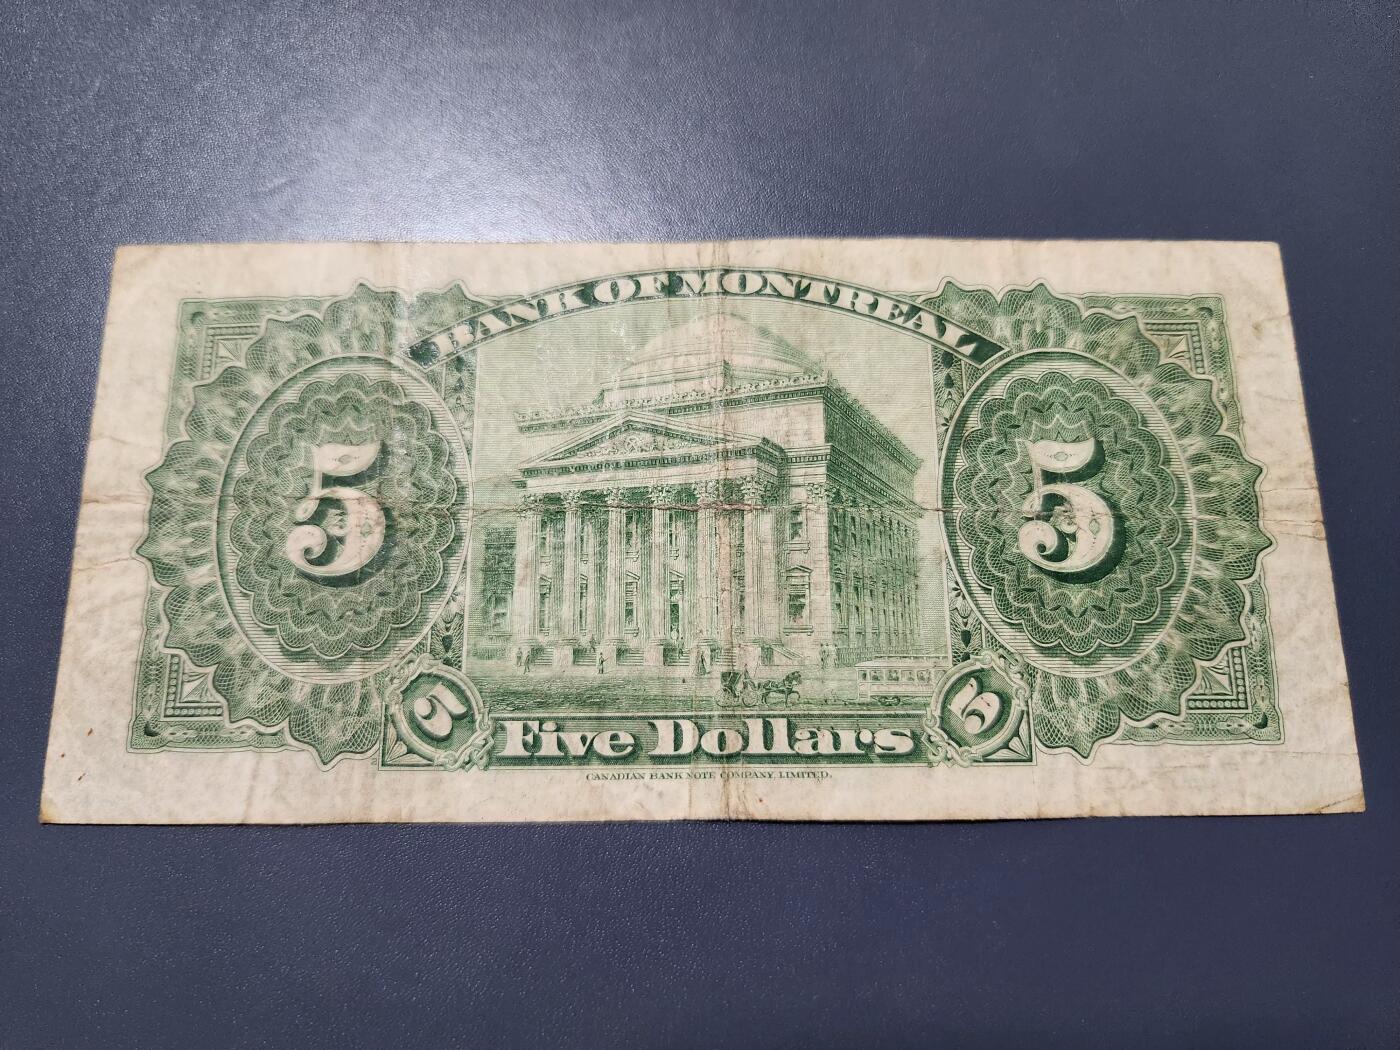 BANK OF MONTREAL
5 5
5 Five Dollars 5
CANADIAN BANK NOTE COMPANY, LIMITED.